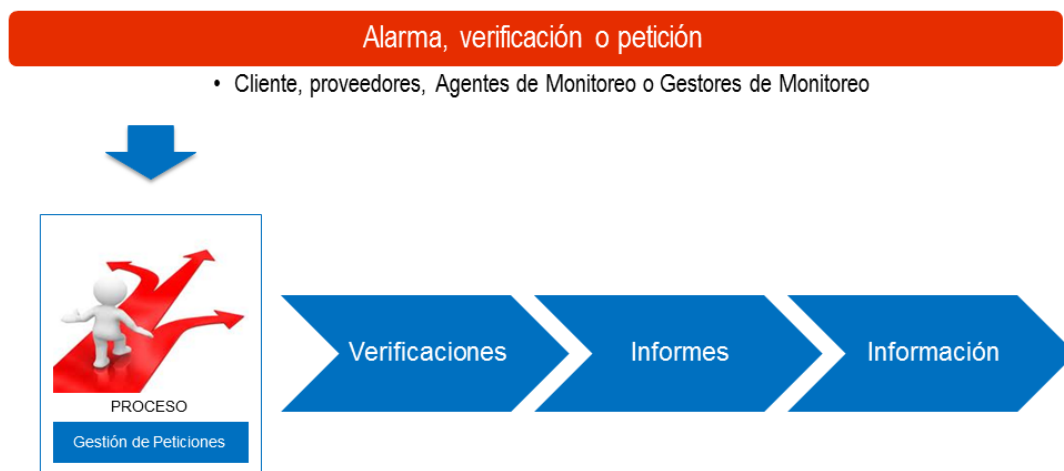 Alarma, verificación o petición
• Cliente, proveedores, Agentes de Monitoreo o Gestores de Monitoreo
PROCESO
Gestión de Peticiones
Verificaciones
Informes
Información